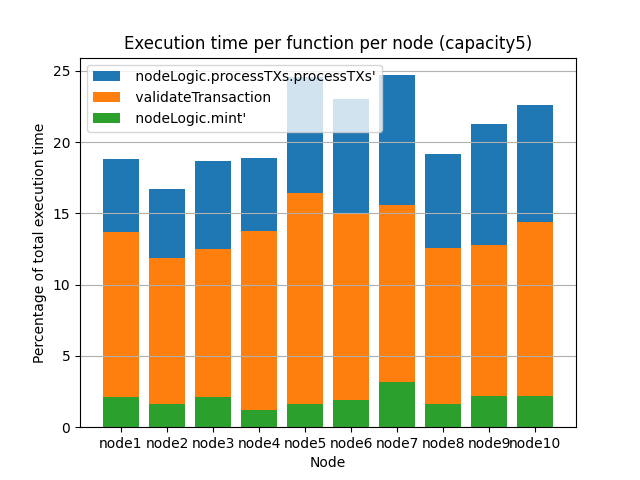 Execution time per function per node (capacity5)
nodeLogic.processTXs.processTXs'
validateTransaction
nodeLogic.mint'
Percentage of total execution time
25
20
15
10
5
0
node1 node2 node3 node4 node5 node6 node7 node8 node9 node10
Node